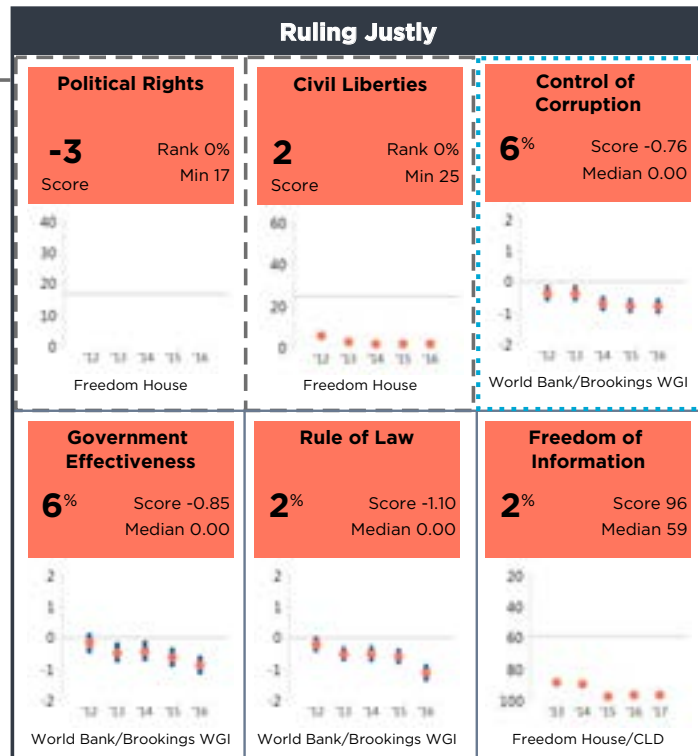 Ruling Justly
Political Rights
-3
Score
Rank 0%
Min 17
40
30
20
10
0
'12 '13 '14 '15 '16
Freedom House
Civil Liberties
2
Score
Rank 0%
Min 25
60
40
20
0
'12 '13 '14 '15 '16
Freedom House
Control of
Corruption
6%
Score -0.76
Median 0.00
2
1
0
-1
-2
'12 '13 '14 '15 '16
World Bank/Brookings WGI
Government
Effectiveness
6%
Score -0.85
Median 0.00
2
1
0
-1
-2
'12 '13 '14 '15 '16
World Bank/Brookings WGI
Rule of Law
2%
Score -1.10
Median 0.00
2
1
0
-1
-2
'12 '13 '14 '15 '16
World Bank/Brookings WGI
Freedom of
Information
2%
Score 96
Median 59
20
40
60
80
100
'13 '14 '15 '16 '17
Freedom House/CLD